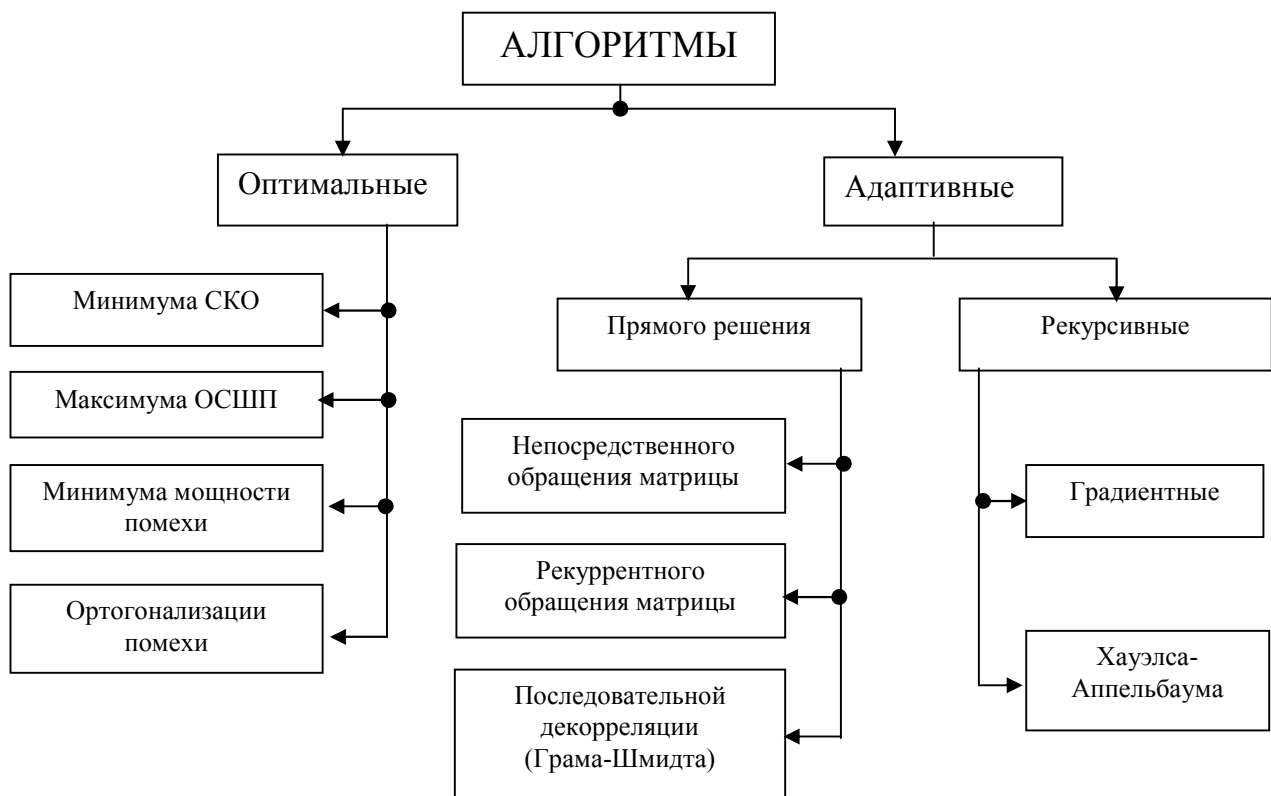 АЛГОРИТМЫ
Оптимальные
Адаптивные
Минимума СКО
Максимума ОСШП
Минимума мощности
помехи
Ортогонализации
помехи
Прямого решения
Рекурсивные
Непосредственного
обращения матрицы
Рекуррентного
обращения матрицы
Последовательной
декорреляции
(Грама-Шмидта)
Градиентные
Хауэлса-
Аппельбаума